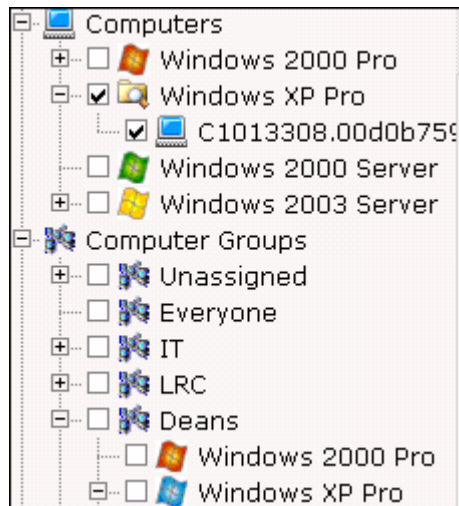 Computers
Windows 2000 Pro
Windows XP Pro
C1013308.00d0b759
Windows 2000 Server
Windows 2003 Server
Computer Groups
Unassigned
Everyone
IT
LRC
Deans
Windows 2000 Pro
Windows XP Pro